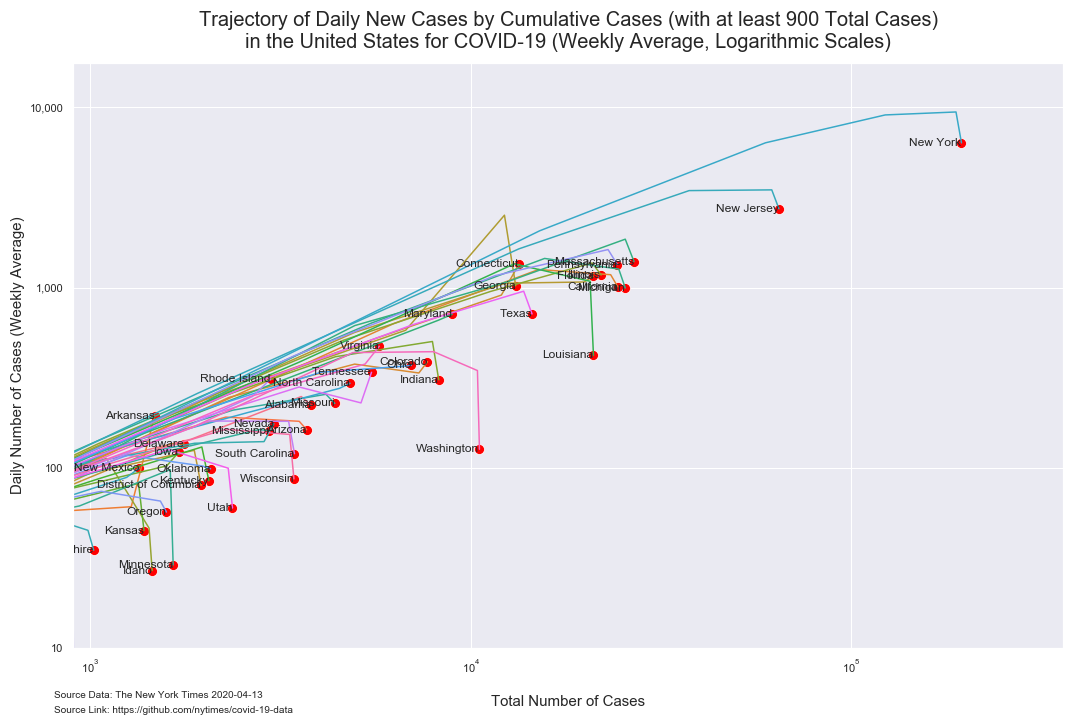 Trajectory of Daily New Cases by Cumulative Cases (with at least 900 Total Cases)
in the United States for COVID-19 (Weekly Average, Logarithmic Scales)
Daily Number of Cases (Weekly Average)
10,000
1,000
100
10
New York
New Jersey
Massachusetts
Pennsylvania
Connecticut
Illinois
Florida
Georgia
California
Michigan
Maryland
Texas
Virginia
Louisiana
Colorado
Ohio
Tennessee
Rhode Island
Indiana
North Carolina
Missouri
Alabama
Arkansas
Nevada
Mississippi
Arizona
Delaware
Washington
Iowa
South Carolina
New Mexico
Oklahoma
Wisconsin
Kentucky
District of Columbia
Utah
Oregon
Kansas
hire
Minnesota
Idaho
10³
10⁴
10⁵
Total Number of Cases
Source Data: The New York Times 2020-04-13
Source Link: https://github.com/nytimes/covid-19-data